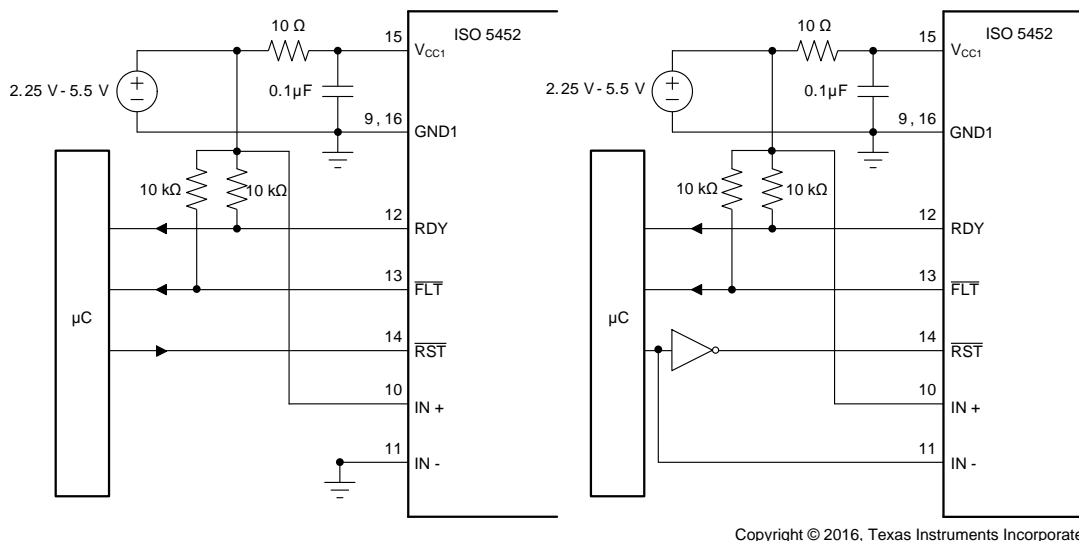 10 Ω
15
ISO 5452
VCC1
2.25 V - 5.5 V
0.1µF
9 , 16
GND1
10 kΩ
10 kΩ
12
RDY
13
FLT
µC
14
RST
10
IN +
11
IN -
10 Ω
15
ISO 5452
VCC1
2.25 V - 5.5 V
0.1µF
9 , 16
GND1
10 kΩ
10 kΩ
12
RDY
13
FLT
µC
14
RST
10
IN +
11
IN -
Copyright © 2016, Texas Instruments Incorporate